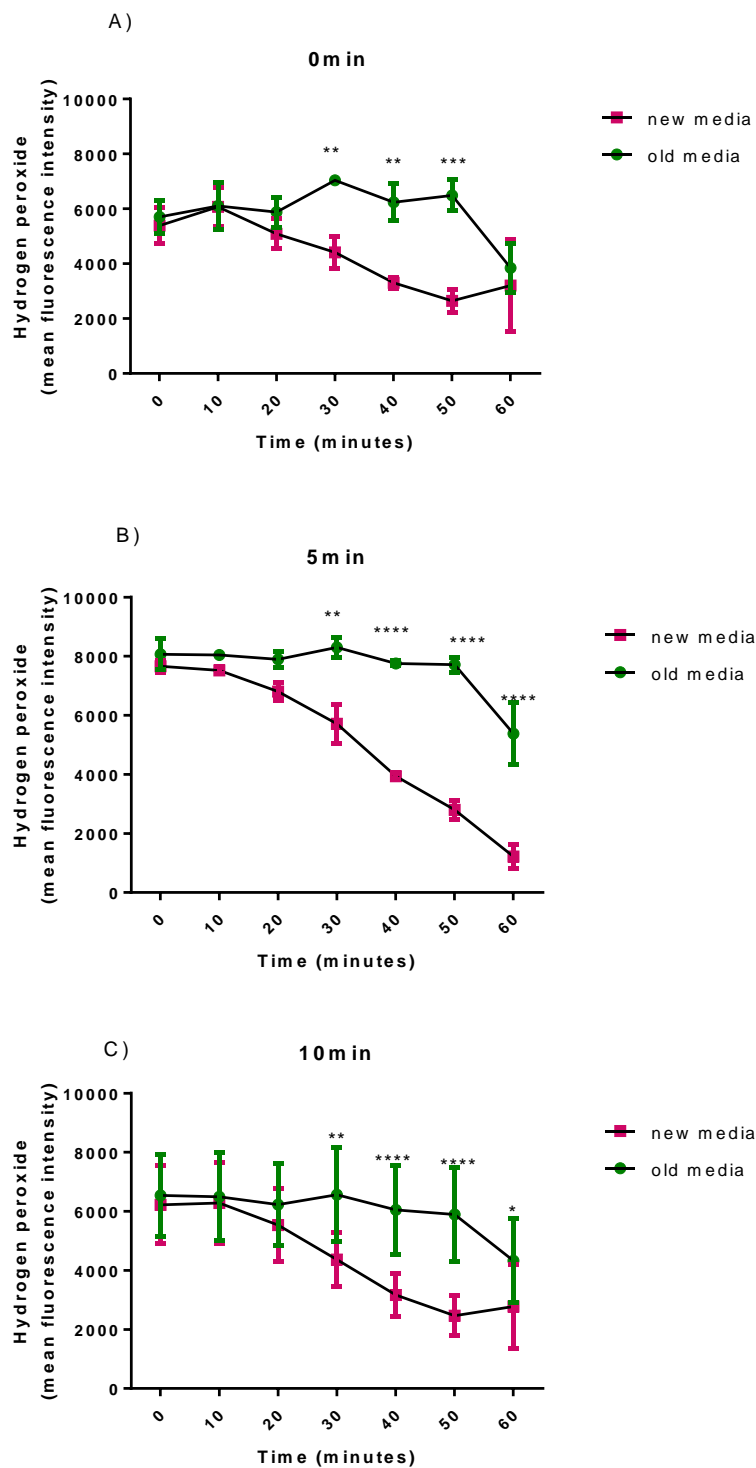 A)
0min
Hydrogen peroxide
(mean fluorescence intensity)
10000
8000
6000
4000
2000
0
** ** ***
new media
old media
0 10 20 30 40 50 60
Time (minutes)
B)
5min
Hydrogen peroxide
(mean fluorescence intensity)
10000
8000
6000
4000
2000
0
** **** **** ****
new media
old media
0 10 20 30 40 50 60
Time (minutes)
C)
10min
Hydrogen peroxide
(mean fluorescence intensity)
10000
8000
6000
4000
2000
0
** **** **** *
new media
old media
0 10 20 30 40 50 60
Time (minutes)